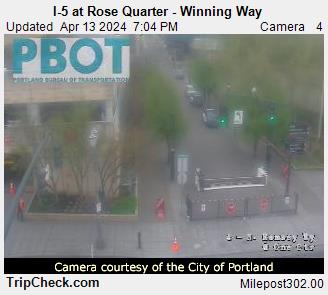 I-5 at Rose Quarter - Winning Way
Updated Apr 13 2024 7:04 PM Camera 4
PBOT
PORTLAND BUREAU OF TRANSPORTATION
Camera courtesy of the City of Portland
TripCheck.com Milepost302.00